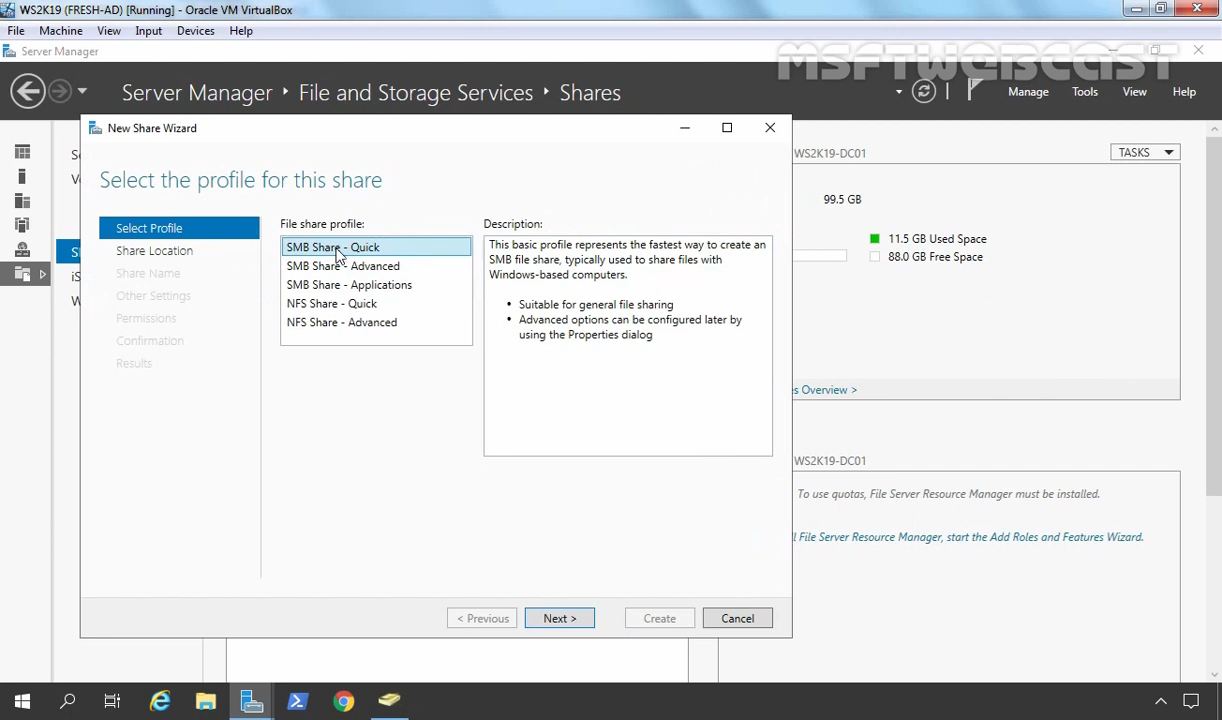 WS2K19 (FRESH-AD) [Running] - Oracle VM VirtualBox
File Machine View Input Devices Help
Server Manager
MSFTWEBCAST
Server Manager ‣ File and Storage Services ‣ Shares
Manage Tools View Help
New Share Wizard
WS2K19-DC01
TASKS
Select the profile for this share
99.5 GB
Select Profile
Share Location
Share Name
Other Settings
Permissions
Confirmation
Results
File share profile:
SMB Share - Quick
SMB Share - Advanced
SMB Share - Applications
NFS Share - Quick
NFS Share - Advanced
Description:
This basic profile represents the fastest way to create an
SMB file share, typically used to share files with
Windows-based computers.
• Suitable for general file sharing
• Advanced options can be configured later by
using the Properties dialog
11.5 GB Used Space
88.0 GB Free Space
Overview >
WS2K19-DC01
To use quotas, File Server Resource Manager must be installed.
File Server Resource Manager, start the Add Roles and Features Wizard.
< Previous Next > Create Cancel